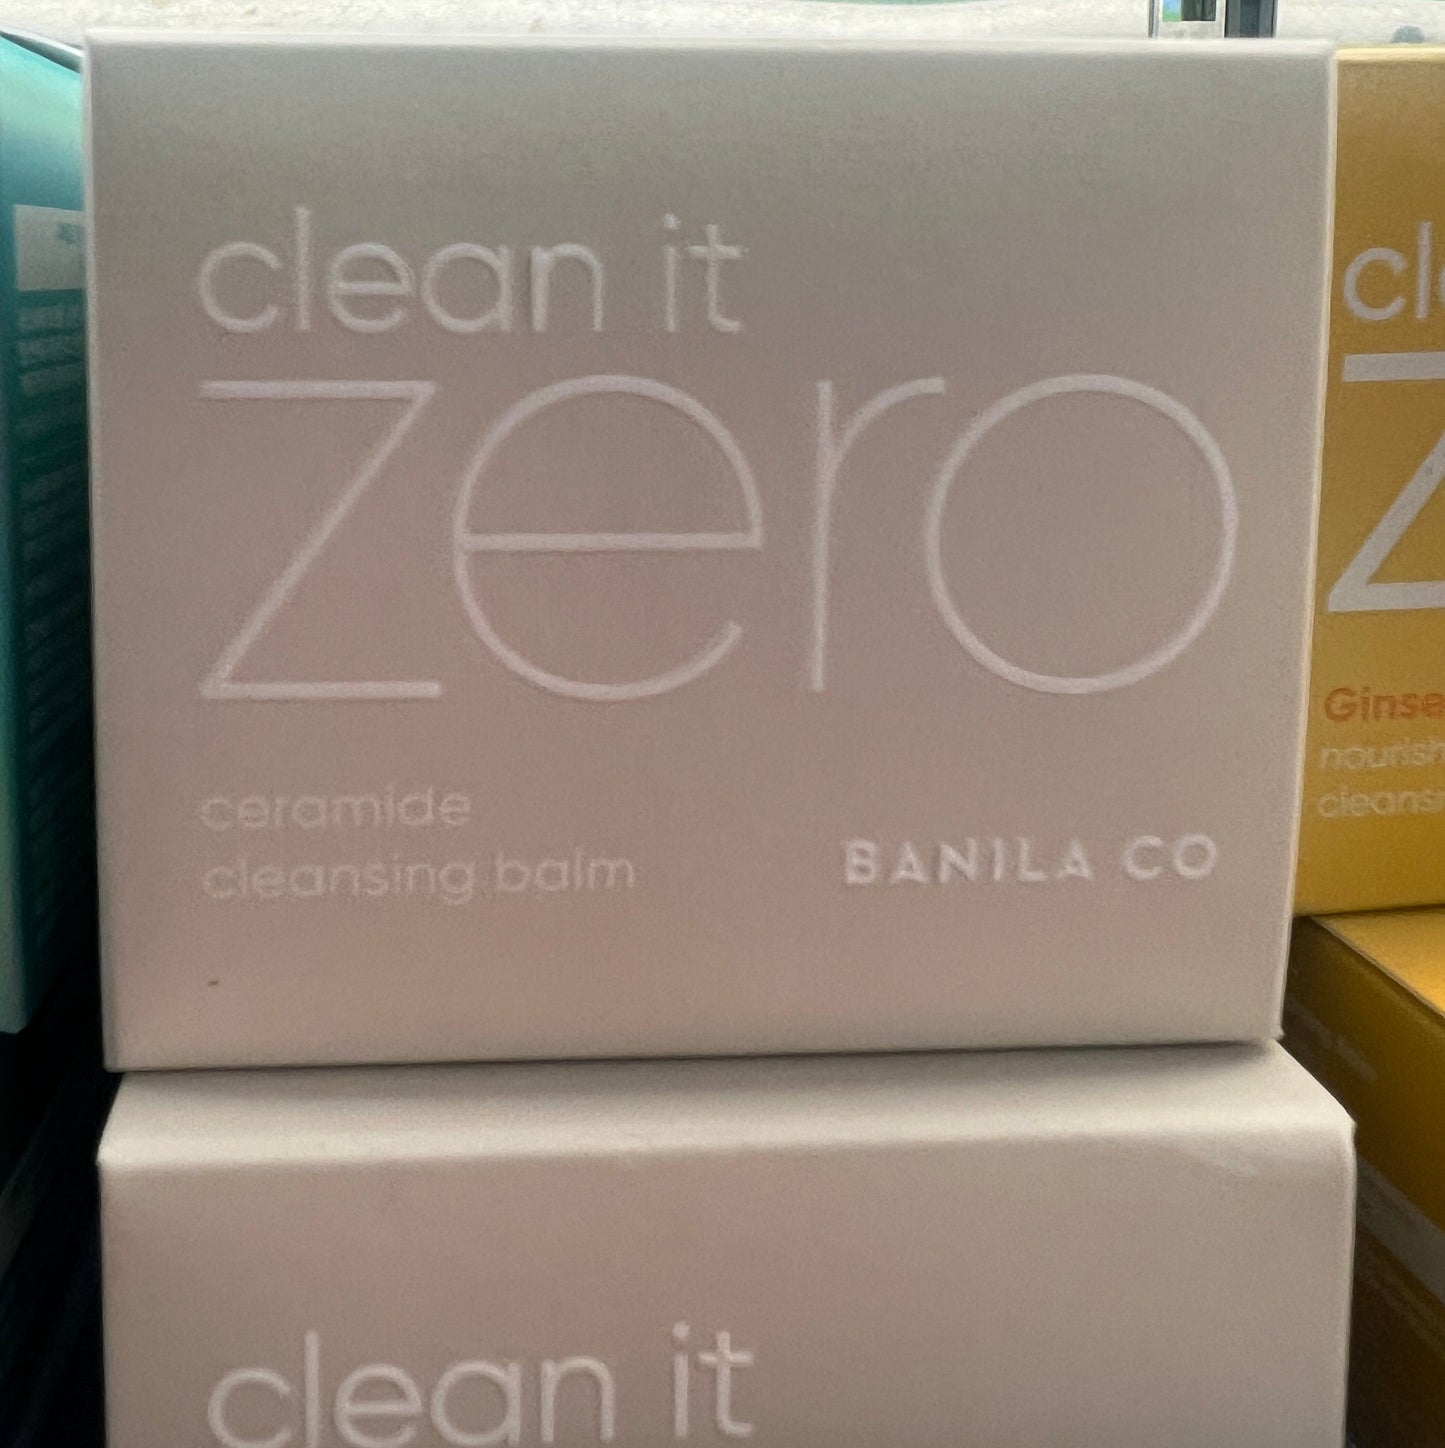 clean it
zero
ceramide
cleansing balm
BANILA CO
clean it